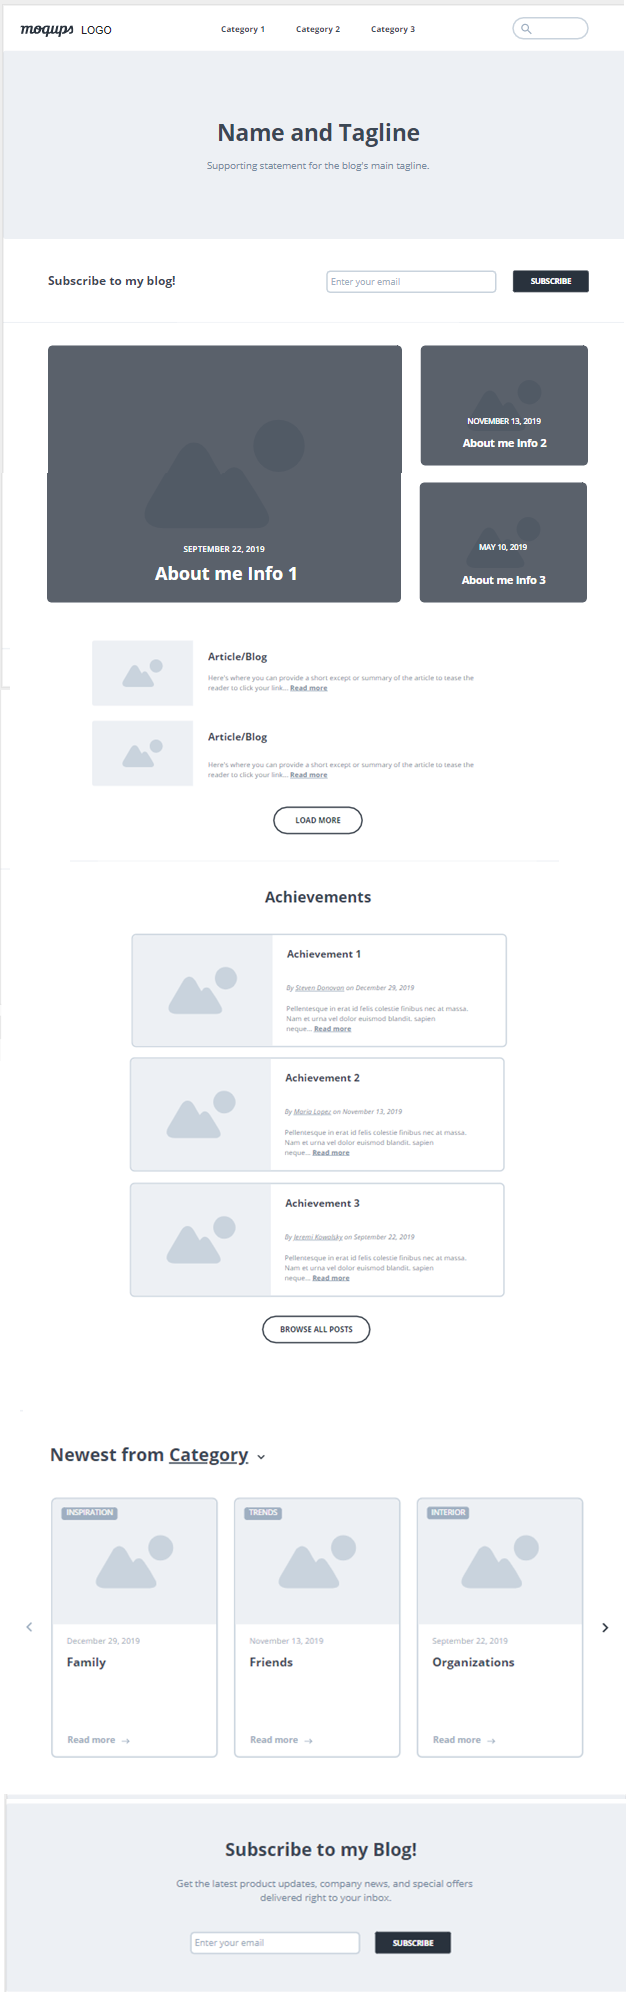 moqups LOGO
Category 1
Category 2
Category 3
Name and Tagline
Supporting statement for the blog's main tagline.
Subscribe to my blog!
Enter your email
SUBSCRIBE
SEPTEMBER 22, 2019
About me Info 1
NOVEMBER 13, 2019
About me Info 2
MAY 10, 2019
About me Info 3
Article/Blog
Here's where you can provide a short except or summary of the article to tease the
reader to click your link... Read more
Article/Blog
Here's where you can provide a short except or summary of the article to tease the
reader to click your link... Read more
LOAD MORE
Achievements
Achievement 1
By Steven Donovan on December 29, 2019
Pellentesque in erat id felis colestie finibus nec at massa.
Nam et urna vel dolor euismod blandit, sapien
neque... Read more
Achievement 2
By Maria Lopez on November 13, 2019
Pellentesque in erat id felis colestie finibus nec at massa.
Nam et urna vel dolor euismod blandit, sapien
neque... Read more
Achievement 3
By Jeremi Kowalsky on September 22, 2019
Pellentesque in erat id felis colestie finibus nec at massa.
Nam et urna vel dolor euismod blandit, sapien
neque... Read more
BROWSE ALL POSTS
Newest from Category
INSPIRATION
December 29, 2019
Family
Read more →
TRENDS
November 13, 2019
Friends
Read more →
INTERIOR
September 22, 2019
Organizations
Read more →
Subscribe to my Blog!
Get the latest product updates, company news, and special offers
delivered right to your inbox.
Enter your email
SUBSCRIBE